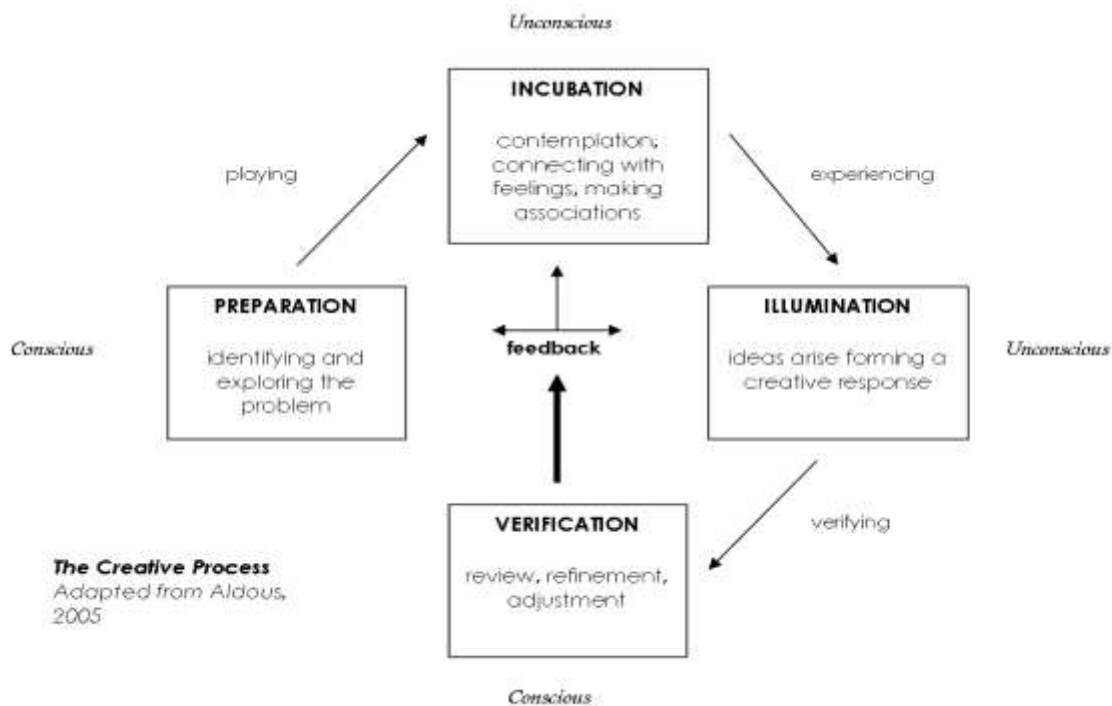 Unconscious
INCUBATION
contemplation;
connecting with
feelings, making
associations
playing
experiencing
PREPARATION
identifying and
exploring the
problem
Conscious
feedback
ILLUMINATION
ideas arise forming a
creative response
Unconscious
VERIFICATION
review, refinement,
adjustment
verifying
The Creative Process
Adapted from Aldous,
2005
Conscious